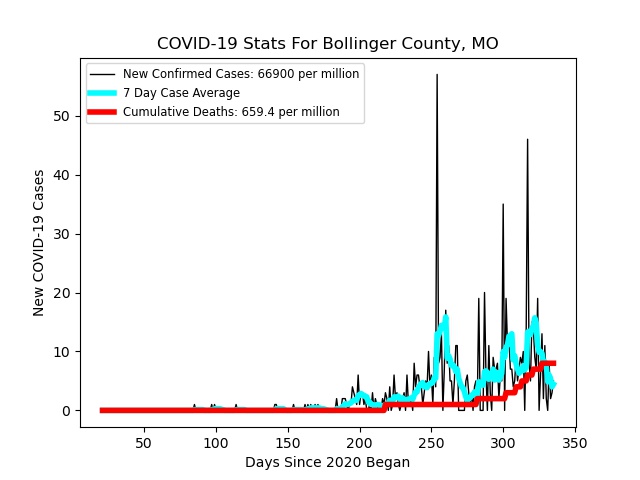 COVID-19 Stats For Bollinger County, MO
New Confirmed Cases: 66900 per million
7 Day Case Average
Cumulative Deaths: 659.4 per million
New COVID-19 Cases
50
40
30
20
10
0
50 100 150 200 250 300 350
Days Since 2020 Began